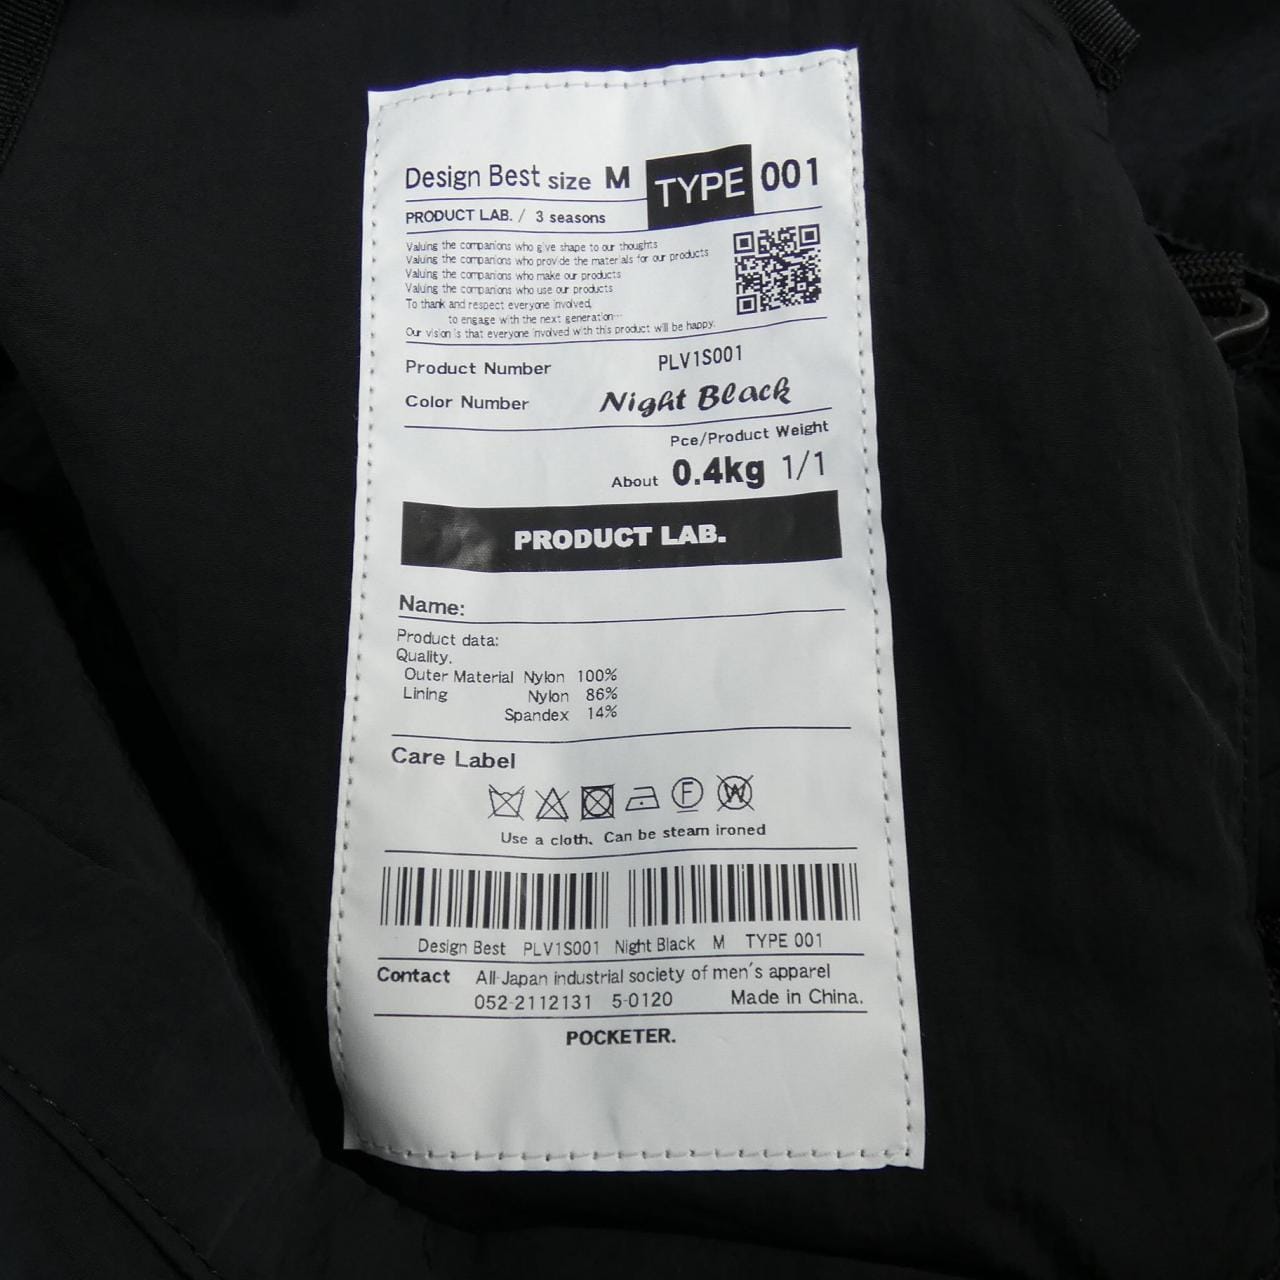 Design Best size M TYPE 001
PRODUCT LAB. / 3 seasons
Valuing the companions who give shape to our thoughts
Valuing the companions who provide the materials for our products
Valuing the companions who make our products
Valuing the companions who use our products
To thank and respect everyone involved,
to engage with the next generation…
Our vision is that everyone involved with this product will be happy.
Product Number PLV1S001
Color Number Night Black
Pce/Product Weight
About 0.4kg 1/1
PRODUCT LAB.
Name:
Product data:
Quality.
Outer Material Nylon 100%
Lining Nylon 86%
Spandex 14%
Care Label
F W
Use a cloth、Can be steam ironed
Design Best PLV1S001 Night Black M TYPE 001
Contact All-Japan industrial society of men's apparel
052-2112131 5-0120 Made in China.
POCKETER.